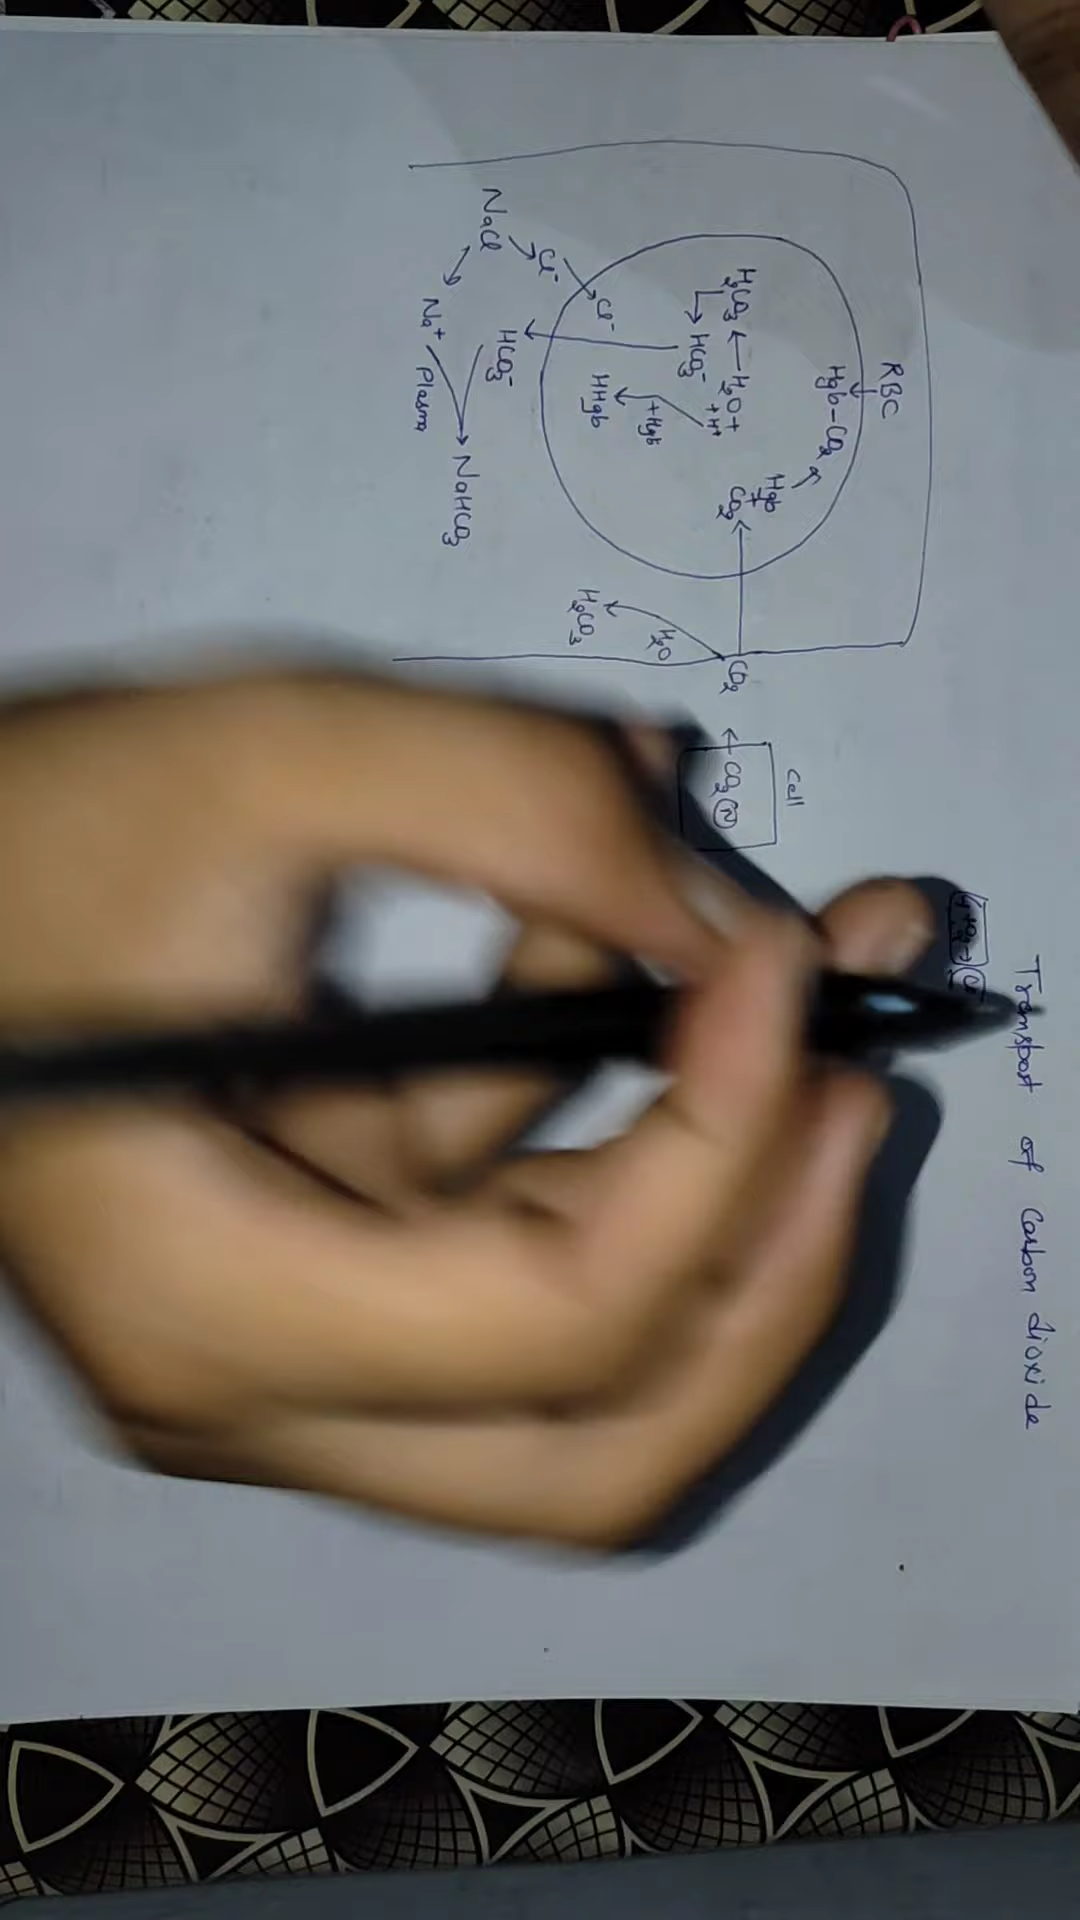 Transport of Carbon dioxide
Cell
CO2 N
CO2
H2O
H2CO3
RBC
Hgb-CO2
Hgb
+
CO2
H2CO3 ← H2O +
HCO3- + H+
+Hgb
HHgb
Cl-
Cl-
NaCl
HCO3-
Na+
NaHCO3
Plasma